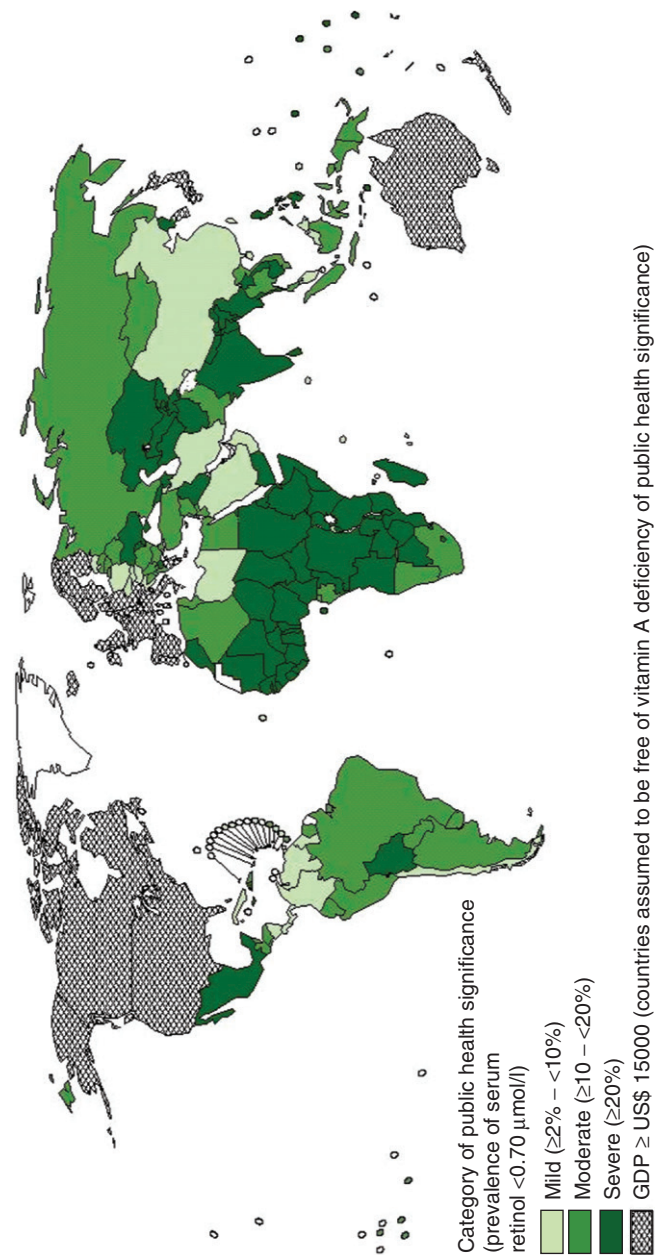 Category of public health significance
(prevalence of serum
retinol <0.70 μmol/l)
Mild (≥2% – <10%)
Moderate (≥10 – <20%)
Severe (≥20%)
GDP ≥ US$ 15000 (countries assumed to be free of vitamin A deficiency of public health significance)